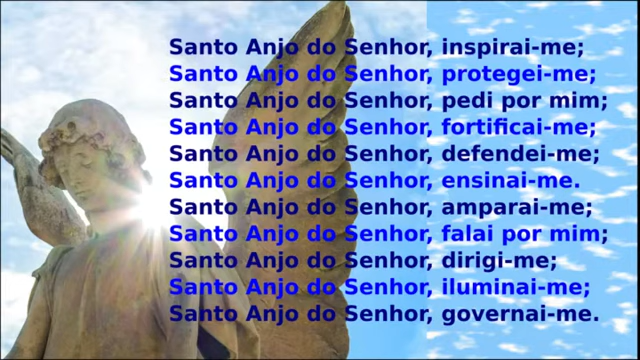 Santo Anjo do Senhor, inspirai-me;
Santo Anjo do Senhor, protegei-me;
Santo Anjo do Senhor, pedi por mim;
Santo Anjo do Senhor, fortificai-me;
Santo Anjo do Senhor, defendei-me;
Santo Anjo do Senhor, ensinai-me.
Santo Anjo do Senhor, amparai-me;
Santo Anjo do Senhor, falai por mim;
Santo Anjo do Senhor, dirigi-me;
Santo Anjo do Senhor, iluminai-me;
Santo Anjo do Senhor, governai-me.